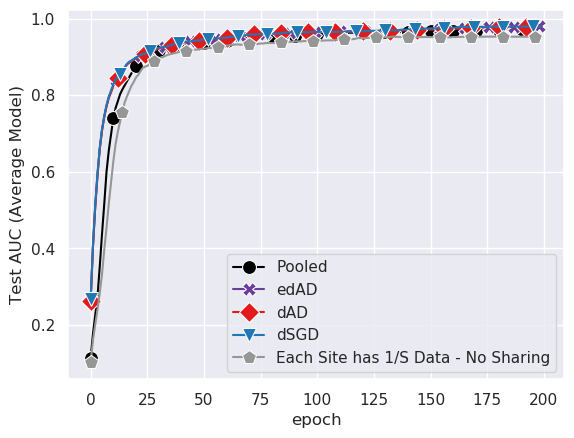 1.0
0.8
0.6
0.4
0.2
Test AUC (Average Model)
Pooled
edAD
dAD
dSGD
Each Site has 1/S Data - No Sharing
0 25 50 75 100 125 150 175 200
epoch